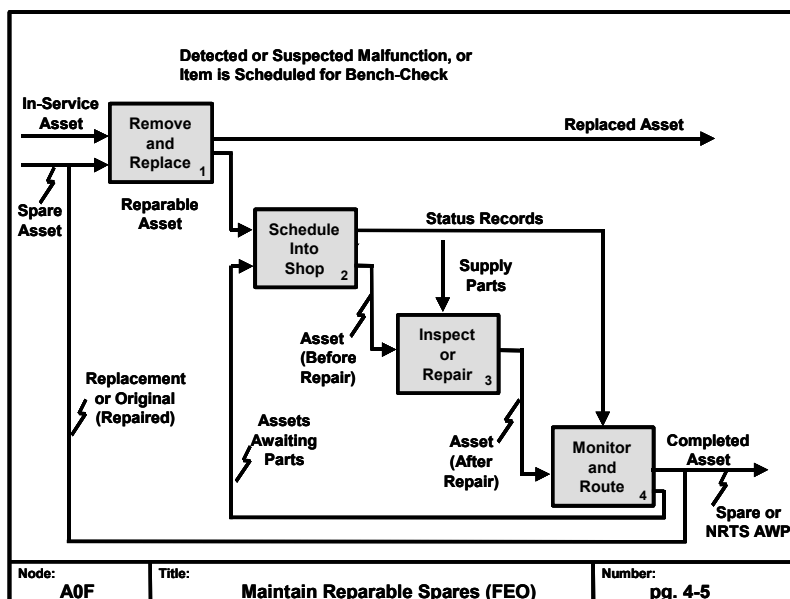 Detected or Suspected Malfunction, or
Item is Scheduled for Bench-Check
In-Service
Asset
Remove
and
Replace
1
Replaced Asset
Spare
Asset
Reparable
Asset
Schedule
Into
Shop
2
Status Records
Supply
Parts
Asset
(Before
Repair)
Inspect
or
Repair
3
Replacement
or Original
(Repaired)
Assets
Awaiting
Parts
Asset
(After
Repair)
Monitor
and
Route
4
Completed
Asset
Spare or
NRTS AWP
Node:
A0F
Title:
Maintain Reparable Spares (FEO)
Number:
pg. 4-5